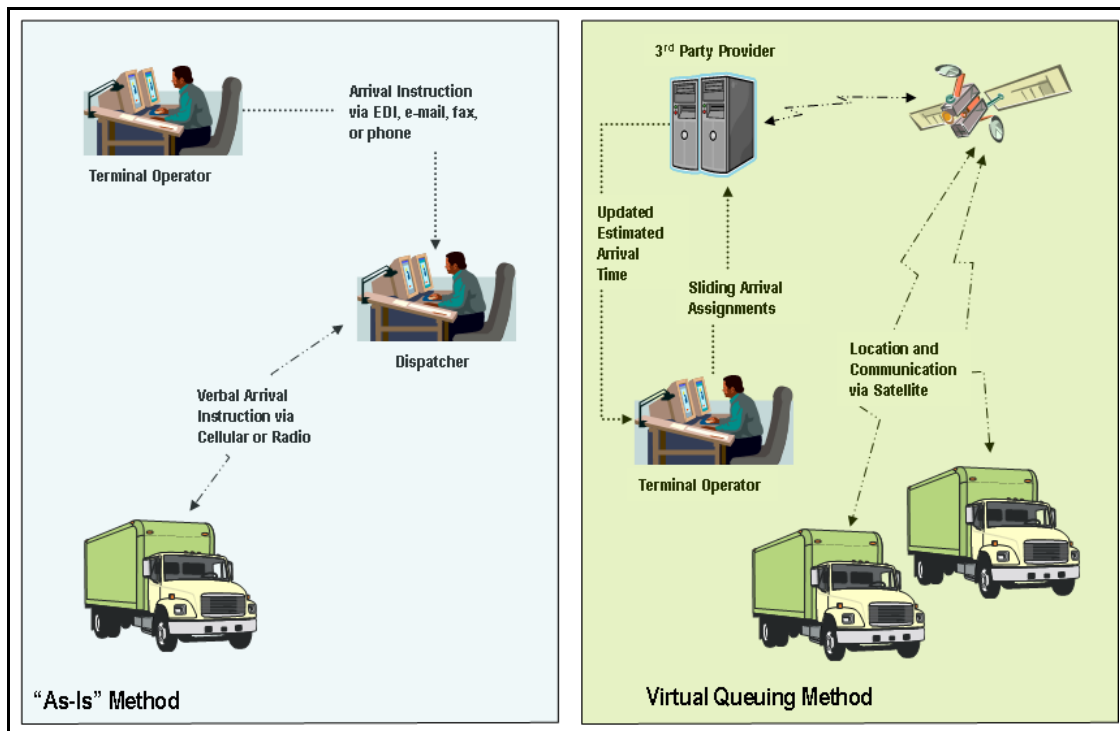 Arrival Instruction
via EDI, e-mail, fax,
or phone
Terminal Operator
Dispatcher
Verbal Arrival
Instruction via
Cellular or Radio
“As-Is” Method
3rd Party Provider
Updated
Estimated
Arrival
Time
Sliding Arrival
Assignments
Location and
Communication
via Satellite
Terminal Operator
Virtual Queuing Method